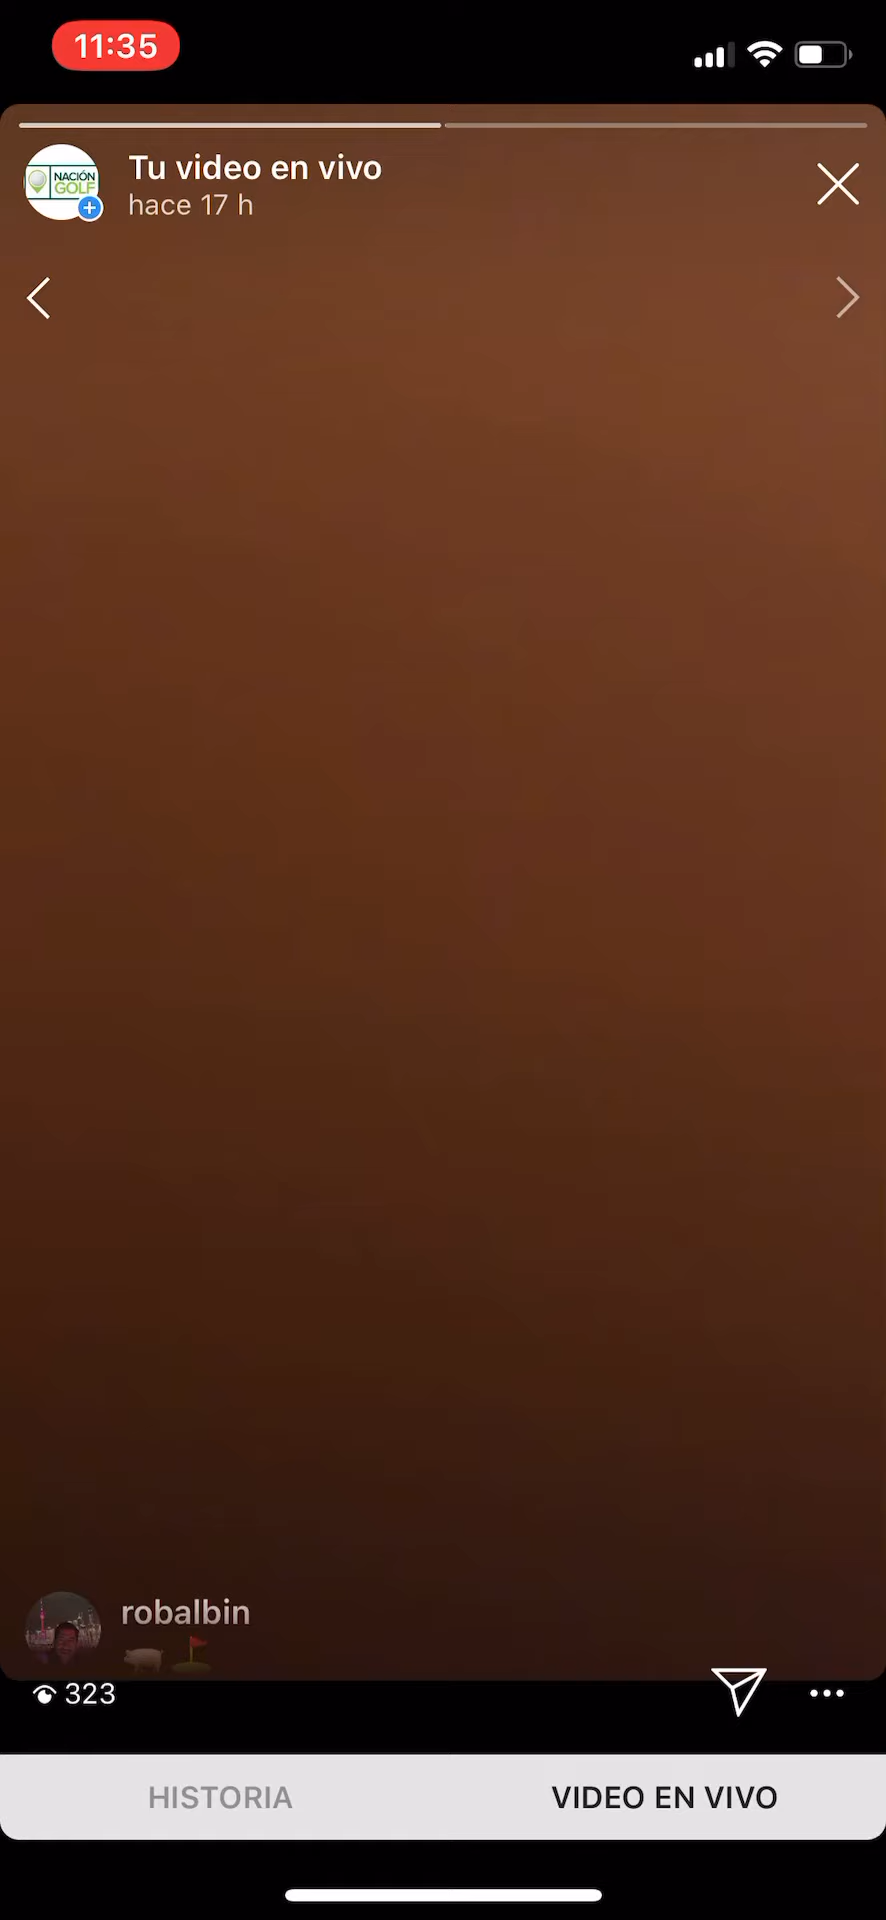 11:35
NACIÓN
GOLF
Tu video en vivo
hace 17 h
robalbin
323
HISTORIA
VIDEO EN VIVO